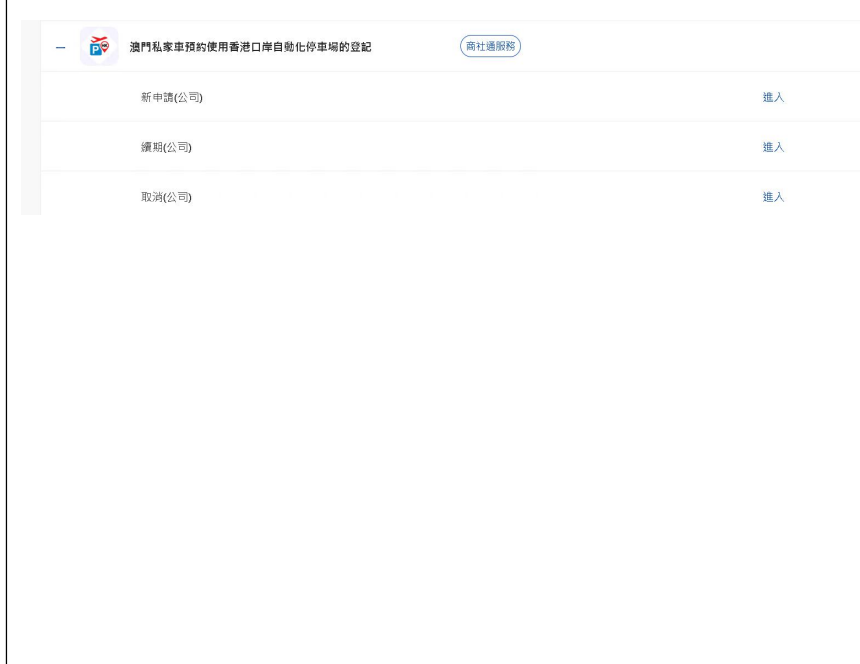 澳門私家車預約使用香港口岸自動化停車場的登記 商社通服務
新申請(公司) 進入
續期(公司) 進入
取消(公司) 進入